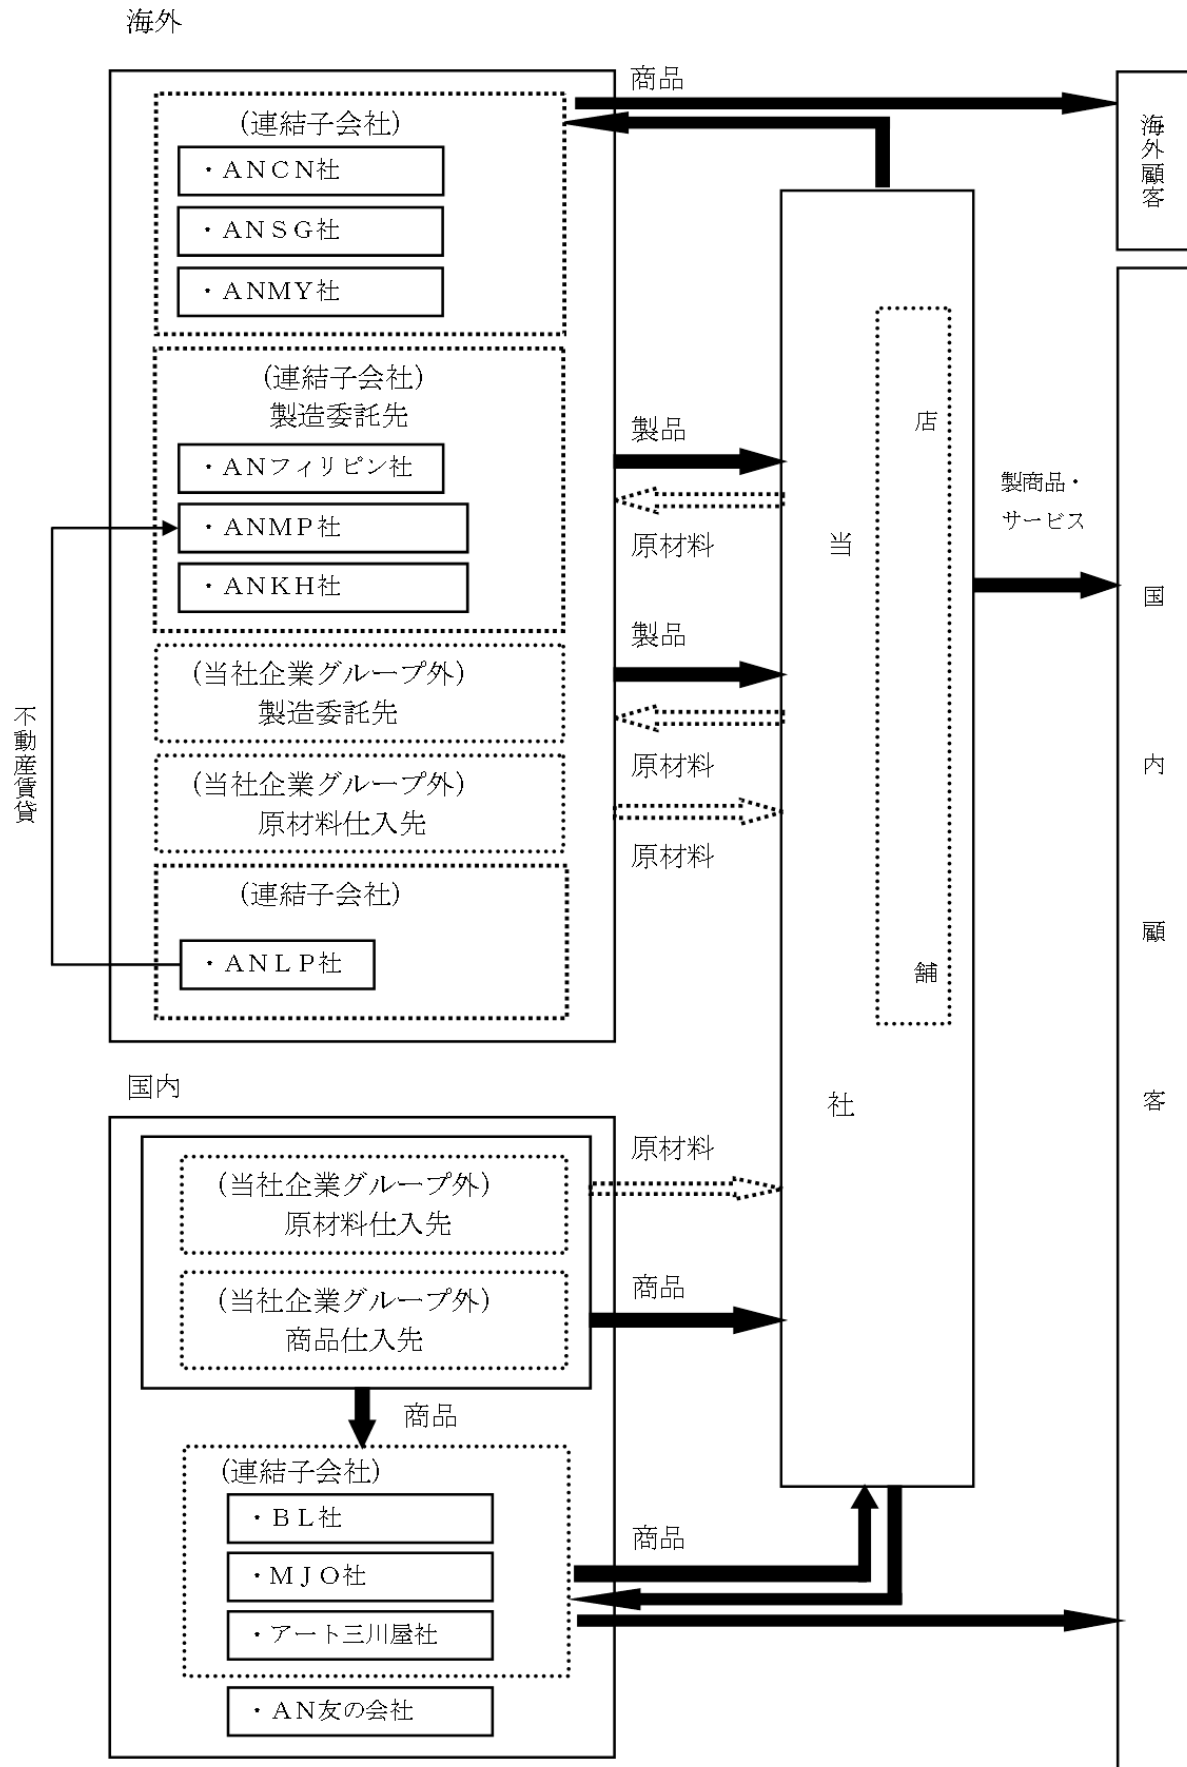 海外
(連結子会社)
・ＡＮＣＮ社
・ＡＮＳＧ社
・ＡＮＭＹ社
(連結子会社)
製造委託先
・ＡＮフィリピン社
・ＡＮＭＰ社
・ＡＮＫＨ社
(当社企業グループ外)
製造委託先
(当社企業グループ外)
原材料仕入先
(連結子会社)
・ＡＮＬＰ社
不動産賃貸
商品
製品
原材料
製品
原材料
原材料
当社
店舗
製商品・
サービス
海外顧客
国内顧客
国内
(当社企業グループ外)
原材料仕入先
(当社企業グループ外)
商品仕入先
原材料
商品
商品
(連結子会社)
・ＢＬ社
・ＭＪＯ社
・アート三川屋社
・ＡＮ友の会社
商品